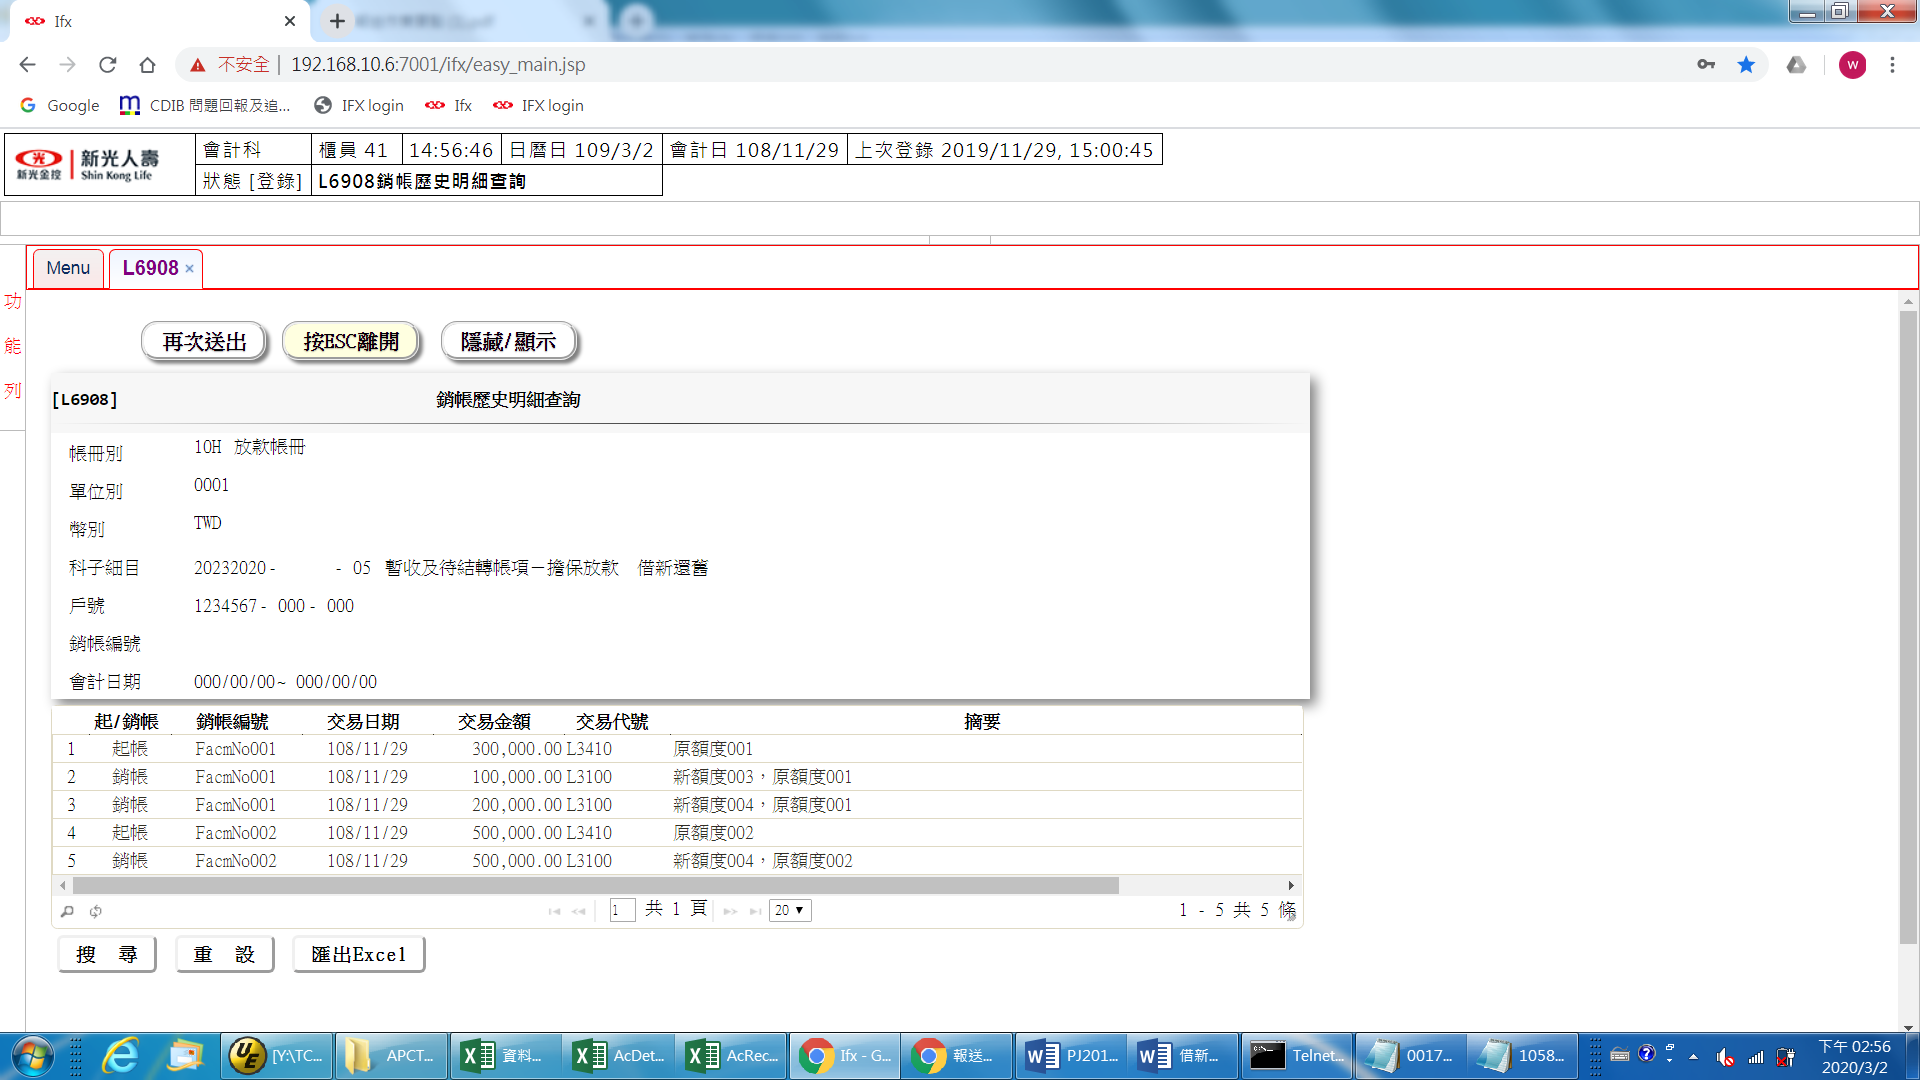 Ifx
不安全 | 192.168.10.6:7001/ifx/easy_main.jsp
W
Google CDIB 問題回報及追... IFX login Ifx IFX login
新光人壽 Shin Kong Life 新光金控
會計科 櫃員 41 14:56:46 日曆日 109/3/2 會計日 108/11/29 上次登錄 2019/11/29, 15:00:45
狀態 [登錄] L6908銷帳歷史明細查詢
Menu L6908 ×
功
能
列
再次送出 按ESC離開 隱藏/顯示
[L6908] 銷帳歷史明細查詢
帳冊別 10H 放款帳冊
單位別 0001
幣別 TWD
科子細目 20232020- - 05 暫收及待結轉帳項－擔保放款 借新還舊
戶號 1234567- 000- 000
銷帳編號
會計日期 000/00/00~ 000/00/00
起/銷帳 銷帳編號 交易日期 交易金額 交易代號 摘要
1 起帳 FacmNo001 108/11/29 300,000.00 L3410 原額度001
2 銷帳 FacmNo001 108/11/29 100,000.00 L3100 新額度003，原額度001
3 銷帳 FacmNo001 108/11/29 200,000.00 L3100 新額度004，原額度001
4 起帳 FacmNo002 108/11/29 500,000.00 L3410 原額度002
5 銷帳 FacmNo002 108/11/29 500,000.00 L3100 新額度004，原額度002
1 共 1 頁 20 1 - 5 共 5 條
搜 尋 重 設 匯出Excel
[Y:\TC... APCT... 資料... AcDet... AcRec... Ifx - G... 報送... PJ201... 借新... Telnet... 0017... 1058... 下午 02:56
2020/3/2